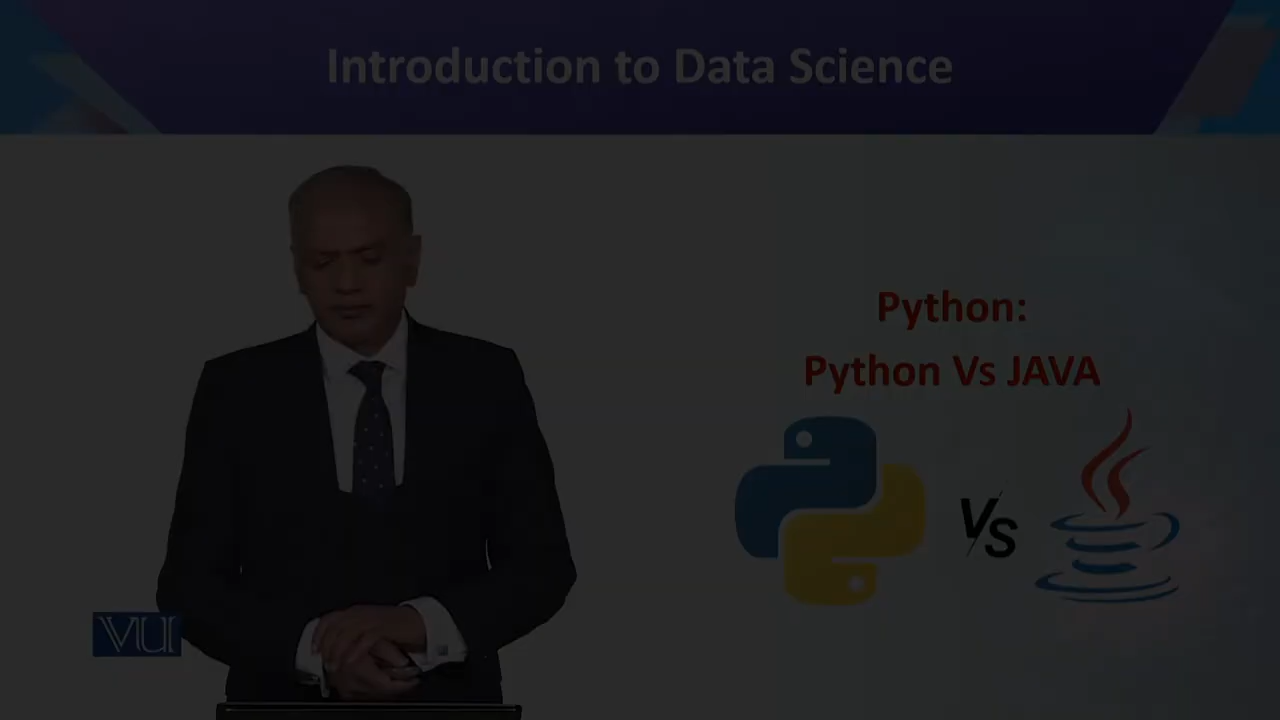 Introduction to Data Science
Python:
Python Vs JAVA
VS
VU